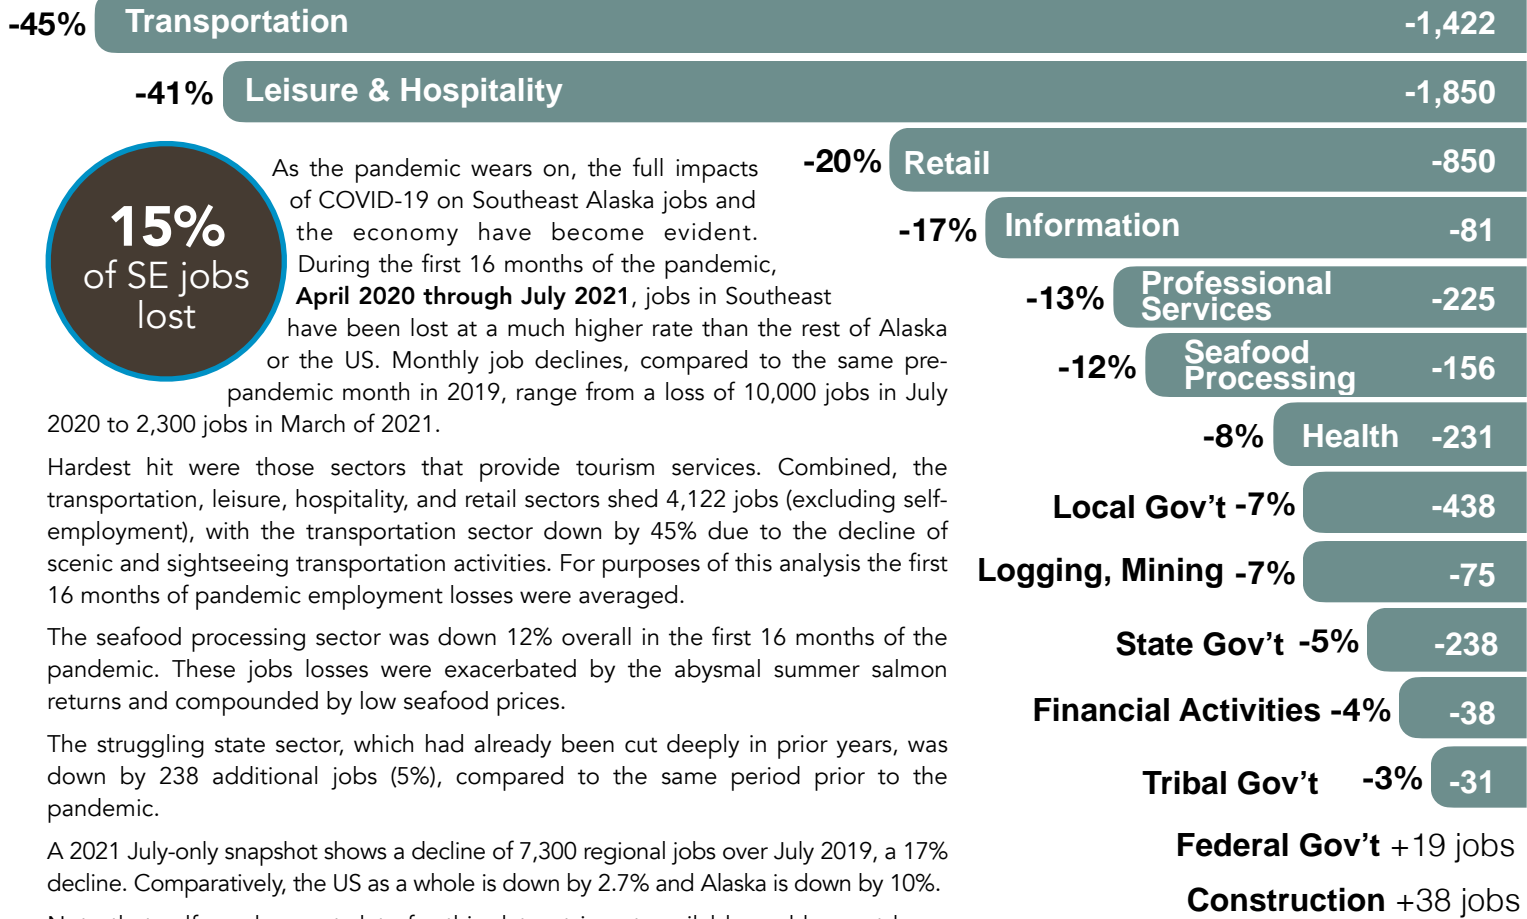 -45% Transportation -1,422
-41% Leisure & Hospitality -1,850
-20% Retail -850
-17% Information -81
-13% Professional
Services -225
-12% Seafood
Processing -156
-8% Health -231
Local Gov’t -7% -438
Logging, Mining -7% -75
State Gov’t -5% -238
Financial Activities -4% -38
Tribal Gov’t -3% -31
Federal Gov’t +19 jobs
Construction +38 jobs
15%
of SE jobs
lost
As the pandemic wears on, the full impacts
of COVID-19 on Southeast Alaska jobs and
the economy have become evident.
During the first 16 months of the pandemic,
April 2020 through July 2021, jobs in Southeast
have been lost at a much higher rate than the rest of Alaska
or the US. Monthly job declines, compared to the same pre-
pandemic month in 2019, range from a loss of 10,000 jobs in July
2020 to 2,300 jobs in March of 2021.
Hardest hit were those sectors that provide tourism services. Combined, the
transportation, leisure, hospitality, and retail sectors shed 4,122 jobs (excluding self-
employment), with the transportation sector down by 45% due to the decline of
scenic and sightseeing transportation activities. For purposes of this analysis the first
16 months of pandemic employment losses were averaged.
The seafood processing sector was down 12% overall in the first 16 months of the
pandemic. These jobs losses were exacerbated by the abysmal summer salmon
returns and compounded by low seafood prices.
The struggling state sector, which had already been cut deeply in prior years, was
down by 238 additional jobs (5%), compared to the same period prior to the
pandemic.
A 2021 July-only snapshot shows a decline of 7,300 regional jobs over July 2019, a 17%
decline. Comparatively, the US as a whole is down by 2.7% and Alaska is down by 10%.